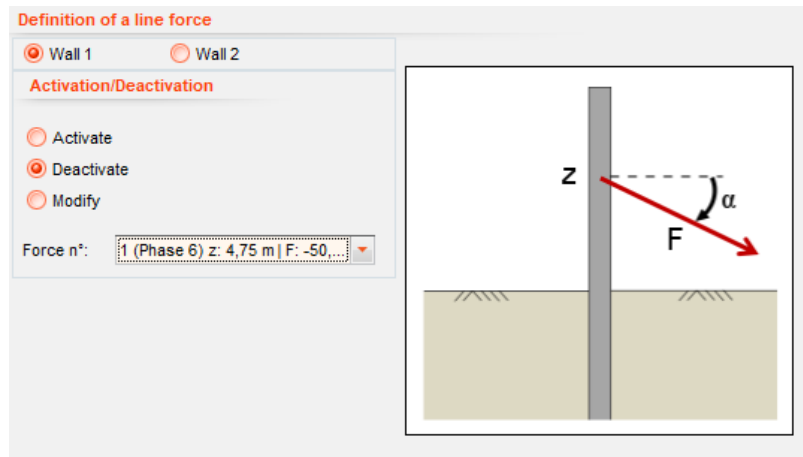 Definition of a line force
Wall 1 Wall 2
Activation/Deactivation
Activate
Deactivate
Modify
Force n°: 1 (Phase 6) z: 4,75 m | F: -50,...
z
α
F